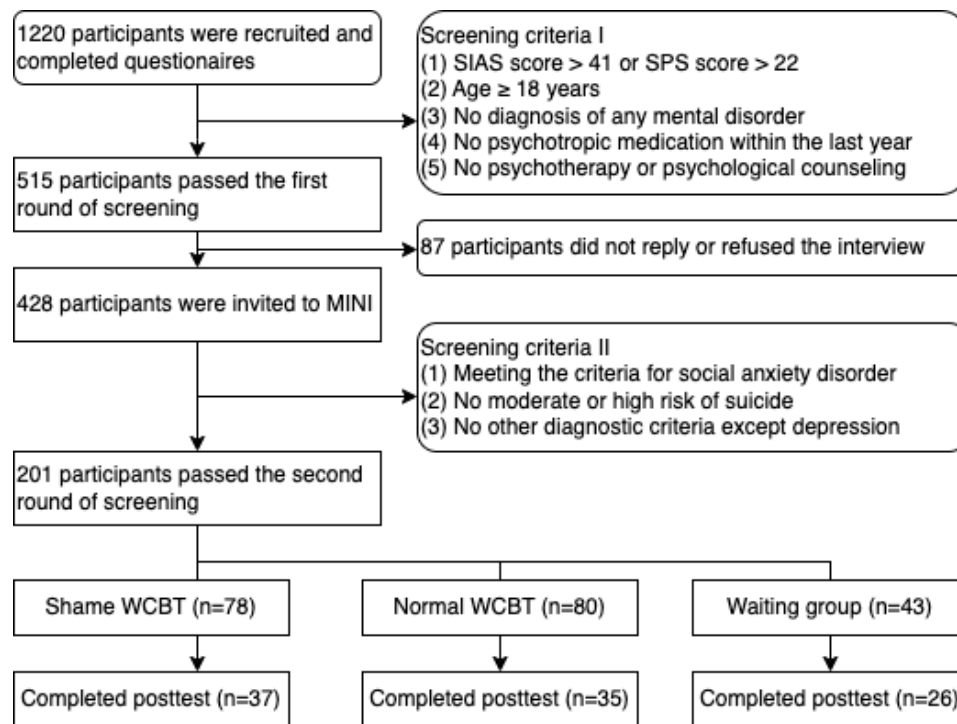 1220 participants were recruited and
completed questionaires
Screening criteria I
(1) SIAS score > 41 or SPS score > 22
(2) Age ≥ 18 years
(3) No diagnosis of any mental disorder
(4) No psychotropic medication within the last year
(5) No psychotherapy or psychological counseling
515 participants passed the first
round of screening
87 participants did not reply or refused the interview
428 participants were invited to MINI
Screening criteria II
(1) Meeting the criteria for social anxiety disorder
(2) No moderate or high risk of suicide
(3) No other diagnostic criteria except depression
201 participants passed the second
round of screening
Shame WCBT (n=78)
Normal WCBT (n=80)
Waiting group (n=43)
Completed posttest (n=37)
Completed posttest (n=35)
Completed posttest (n=26)